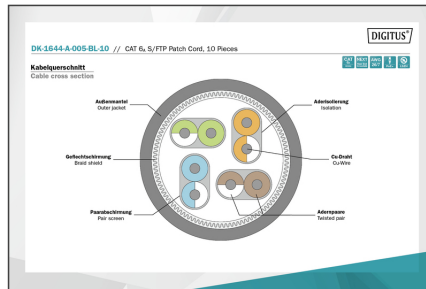 DIGITUS®
DK-1644-A-005-BL-10 // CAT 6A S/FTP Patch Cord, 10 Pieces
Kabelquerschnitt
Cable cross section
Außenmantel
Outer jacket
Aderisolierung
Isolation
Geflechtschirmung
Braid shield
Cu-Draht
Cu-Wire
Paarabschirmung
Pair screen
Adernpaare
Twisted pair